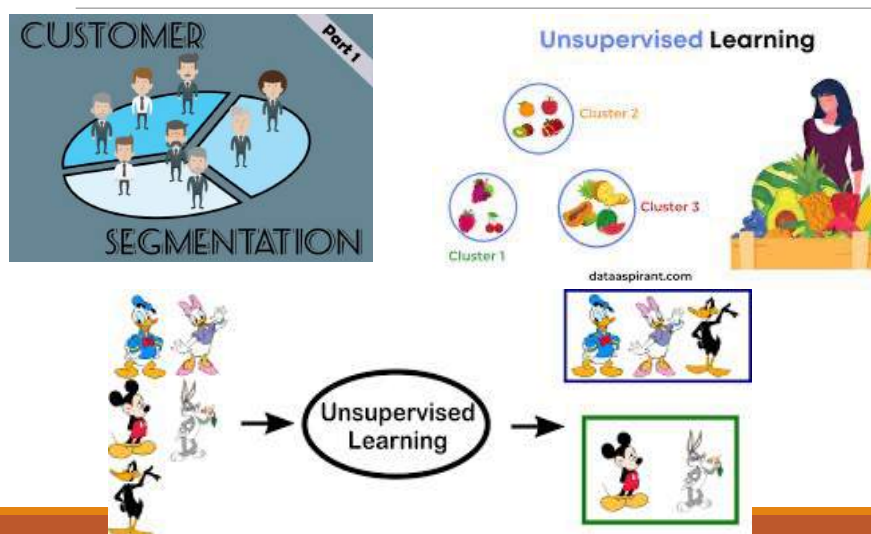 CUSTOMER
Part 1
SEGMENTATION
Unsupervised Learning
Cluster 2
Cluster 1
Cluster 3
dataaspirant.com
Unsupervised
Learning